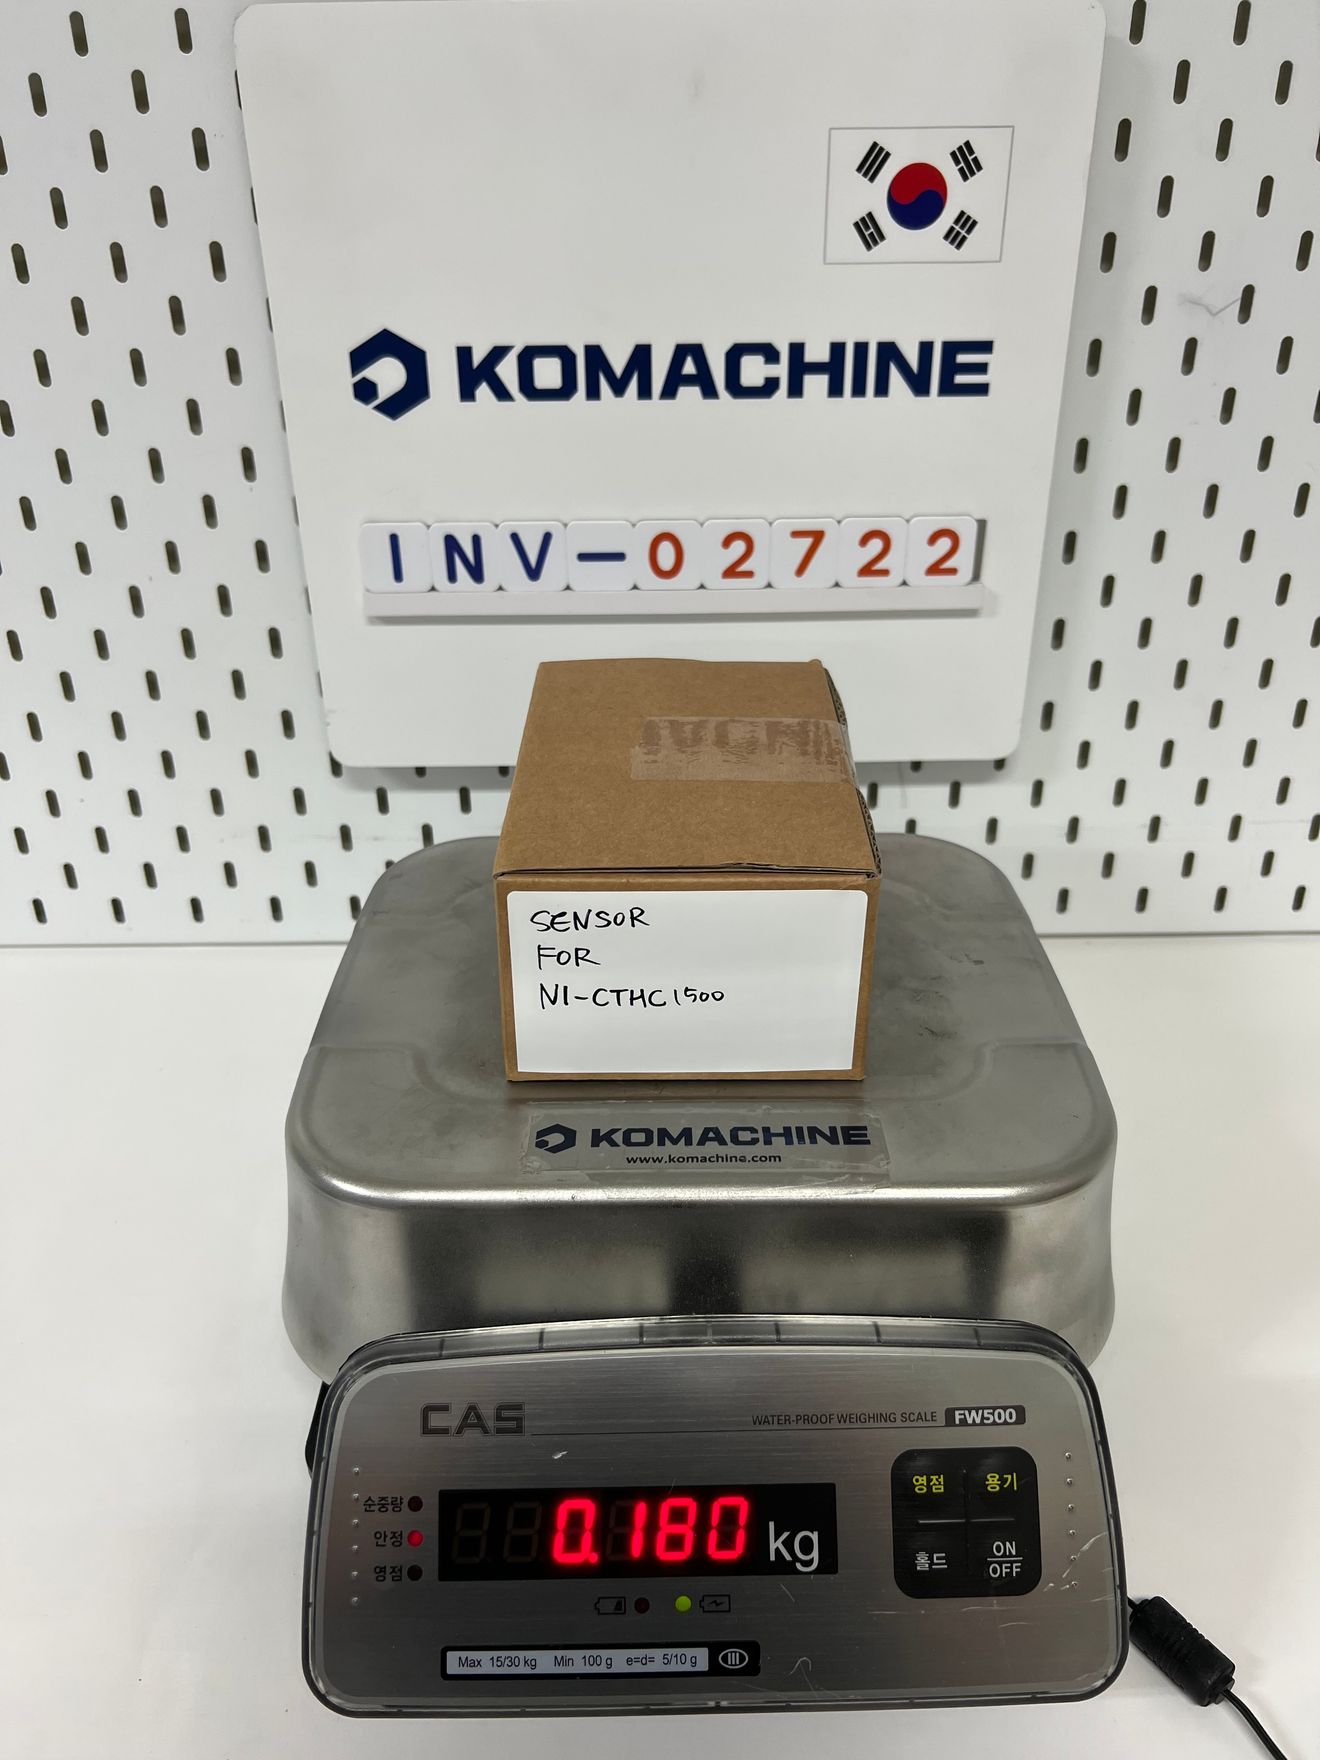 KOMACHINE
INV-02722
SENSOR
FOR
NI-CTHC1500
KOMACHINE
www.komachine.com
CAS
WATER-PROOF WEIGHING SCALE FW500
순중량
안정
영점
0.180 kg
영점 용기
홀드 ON
OFF
Max 15/30 kg Min 100 g e=d= 5/10 g III